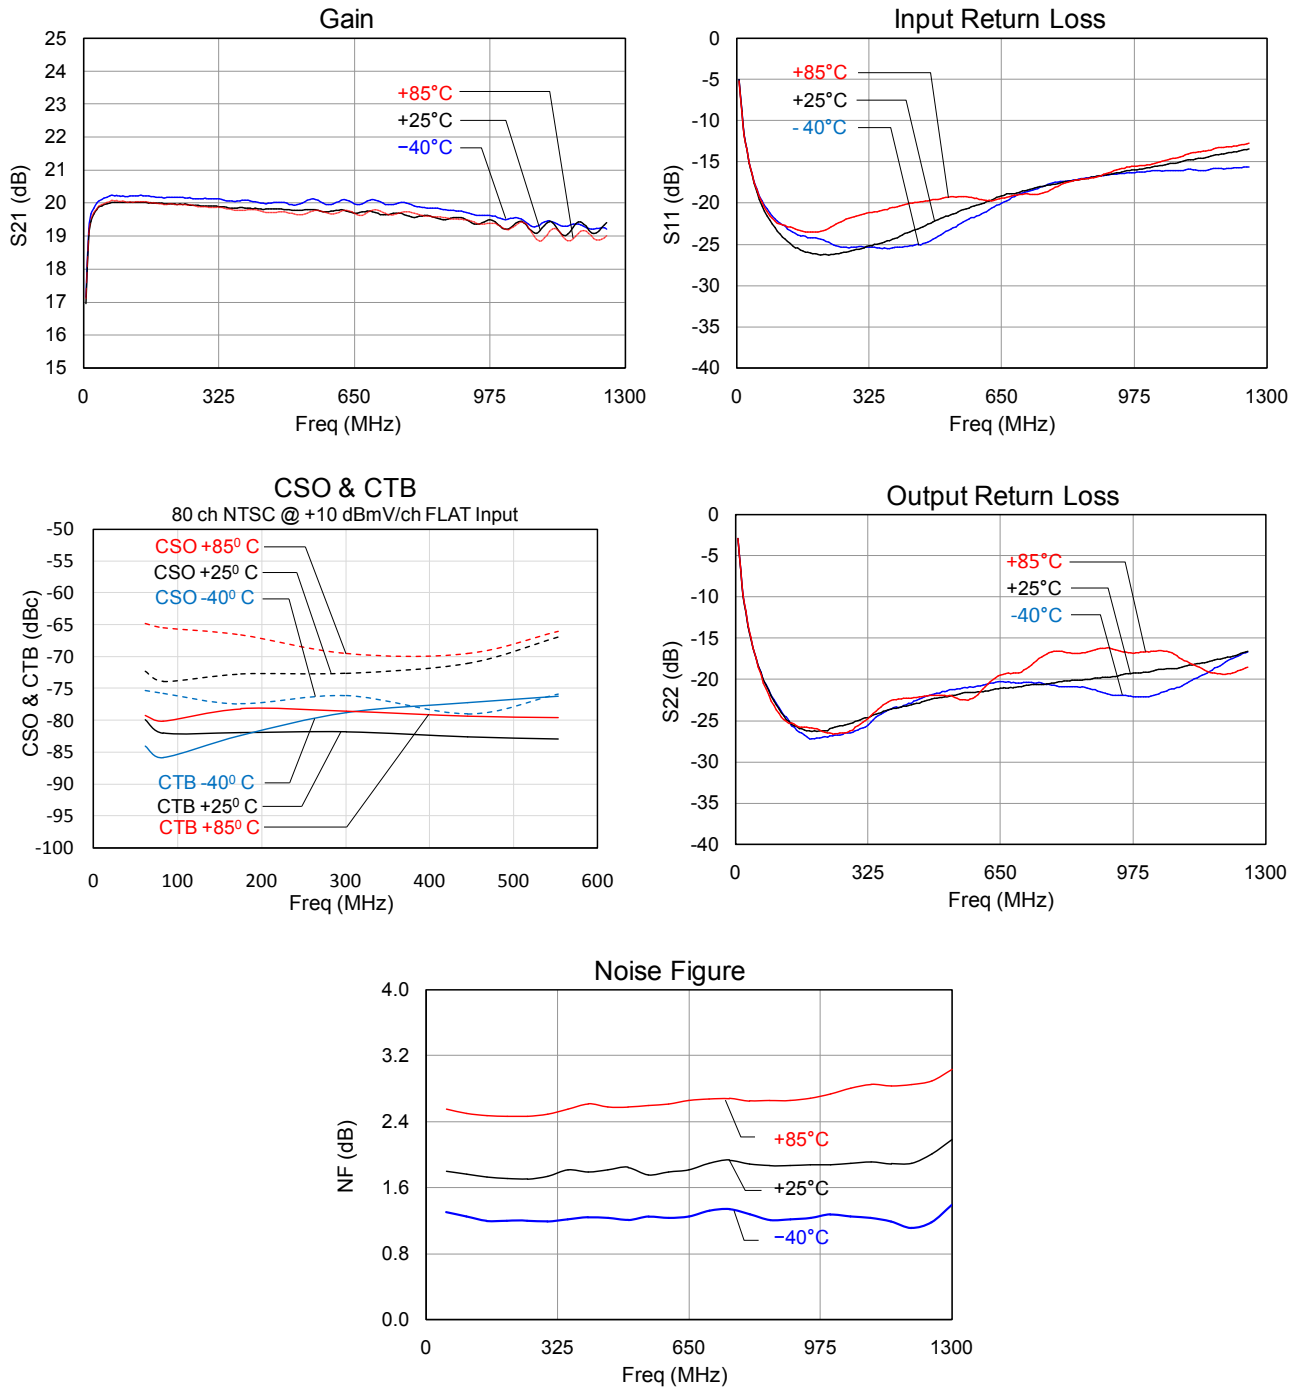 Gain
25
24
23
22
21
20
19
18
17
16
15
S21 (dB)
+85°C
+25°C
−40°C
0 325 650 975 1300
Freq (MHz)
Input Return Loss
0
-5
-10
-15
-20
-25
-30
-35
-40
S11 (dB)
+85°C
+25°C
- 40°C
0 325 650 975 1300
Freq (MHz)
CSO & CTB
80 ch NTSC @ +10 dBmV/ch FLAT Input
-50
-55
-60
-65
-70
-75
-80
-85
-90
-95
-100
CSO & CTB (dBc)
CSO +85⁰ C
CSO +25⁰ C
CSO -40⁰ C
CTB -40⁰ C
CTB +25⁰ C
CTB +85⁰ C
0 100 200 300 400 500 600
Freq (MHz)
Output Return Loss
0
-5
-10
-15
-20
-25
-30
-35
-40
S22 (dB)
+85°C
+25°C
-40°C
0 325 650 975 1300
Freq (MHz)
Noise Figure
4.0
3.2
2.4
1.6
0.8
0.0
NF (dB)
+85°C
+25°C
−40°C
0 325 650 975 1300
Freq (MHz)